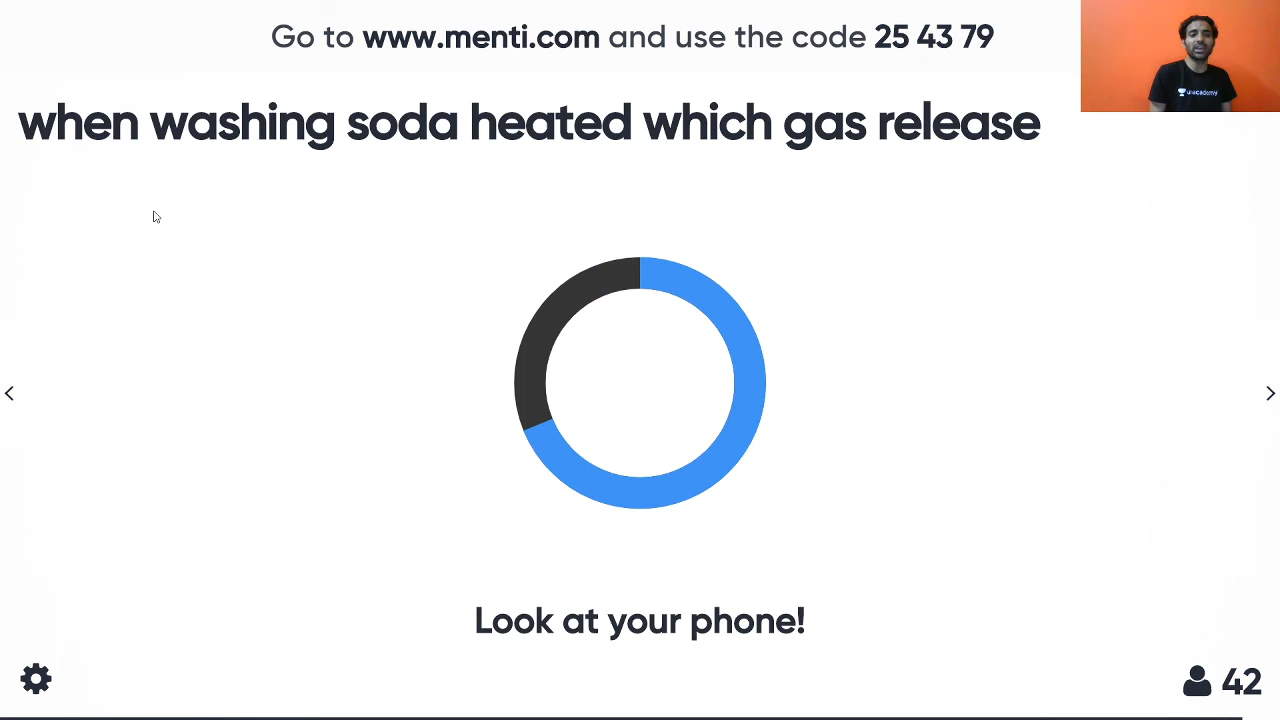 Go to www.menti.com and use the code 25 43 79
unacademy
when washing soda heated which gas release
Look at your phone!
42